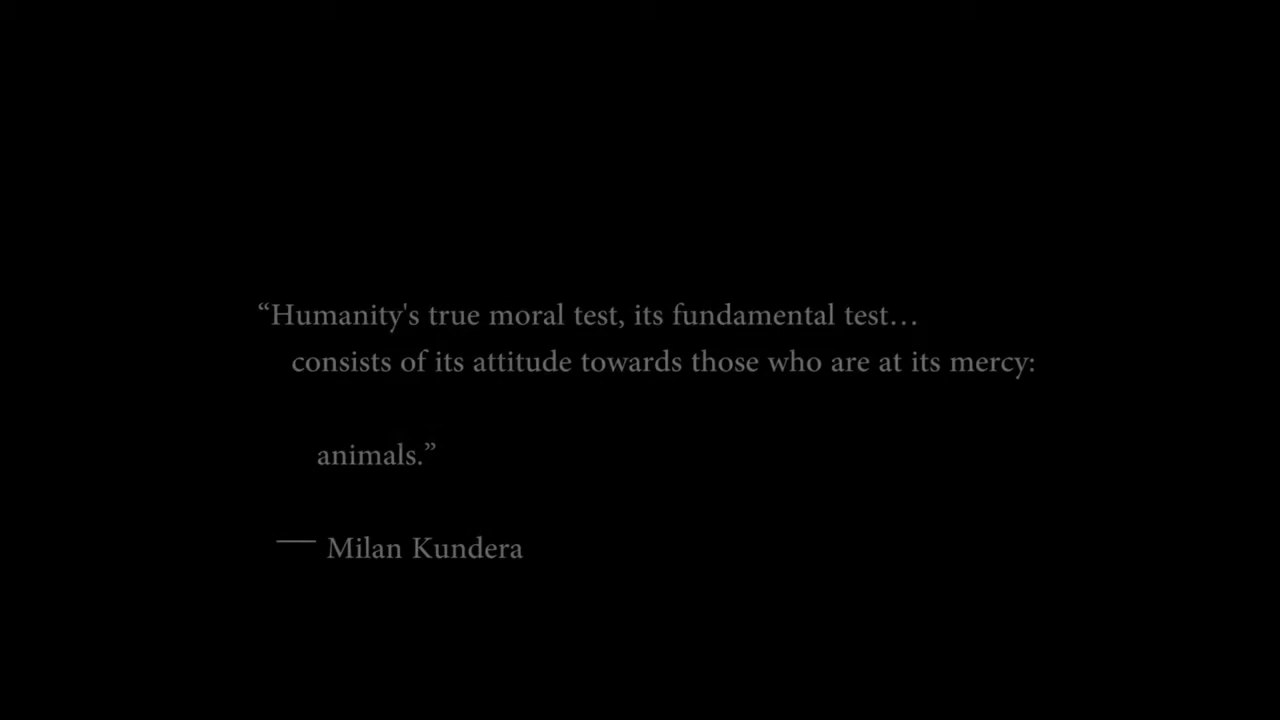 “Humanity's true moral test, its fundamental test…
consists of its attitude towards those who are at its mercy:
animals.”
— Milan Kundera